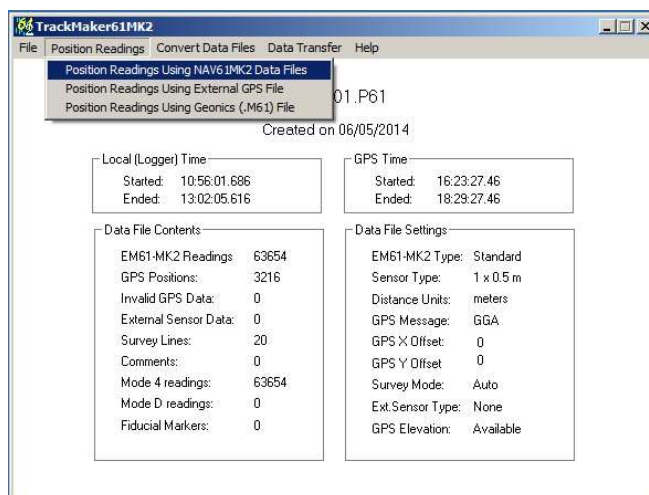 TrackMaker61MK2
File Position Readings Convert Data Files Data Transfer Help
Position Readings Using NAV61MK2 Data Files
Position Readings Using External GPS File
Position Readings Using Geonics (.M61) File
01.P61
Created on 06/05/2014
Local (Logger) Time
Started: 10:56:01.686
Ended: 13:02:05.616
GPS Time
Started: 16:23:27.46
Ended: 18:29:27.46
Data File Contents
EM61-MK2 Readings 63654
GPS Positions: 3216
Invalid GPS Data: 0
External Sensor Data: 0
Survey Lines: 20
Comments: 0
Mode 4 readings: 63654
Mode D readings: 0
Fiducial Markers: 0
Data File Settings
EM61-MK2 Type: Standard
Sensor Type: 1 x 0.5 m
Distance Units: meters
GPS Message: GGA
GPS X Offset: 0
GPS Y Offset 0
Survey Mode: Auto
Ext.Sensor Type: None
GPS Elevation: Available